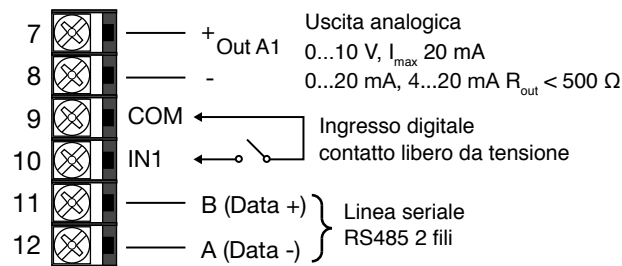 7 + Out A1 Uscita analogica
0...10 V, Imax 20 mA
8 - 0...20 mA, 4...20 mA Rout < 500 Ω
9 COM Ingresso digitale
10 IN1 contatto libero da tensione
11 B (Data +) Linea seriale
12 A (Data -) RS485 2 fili